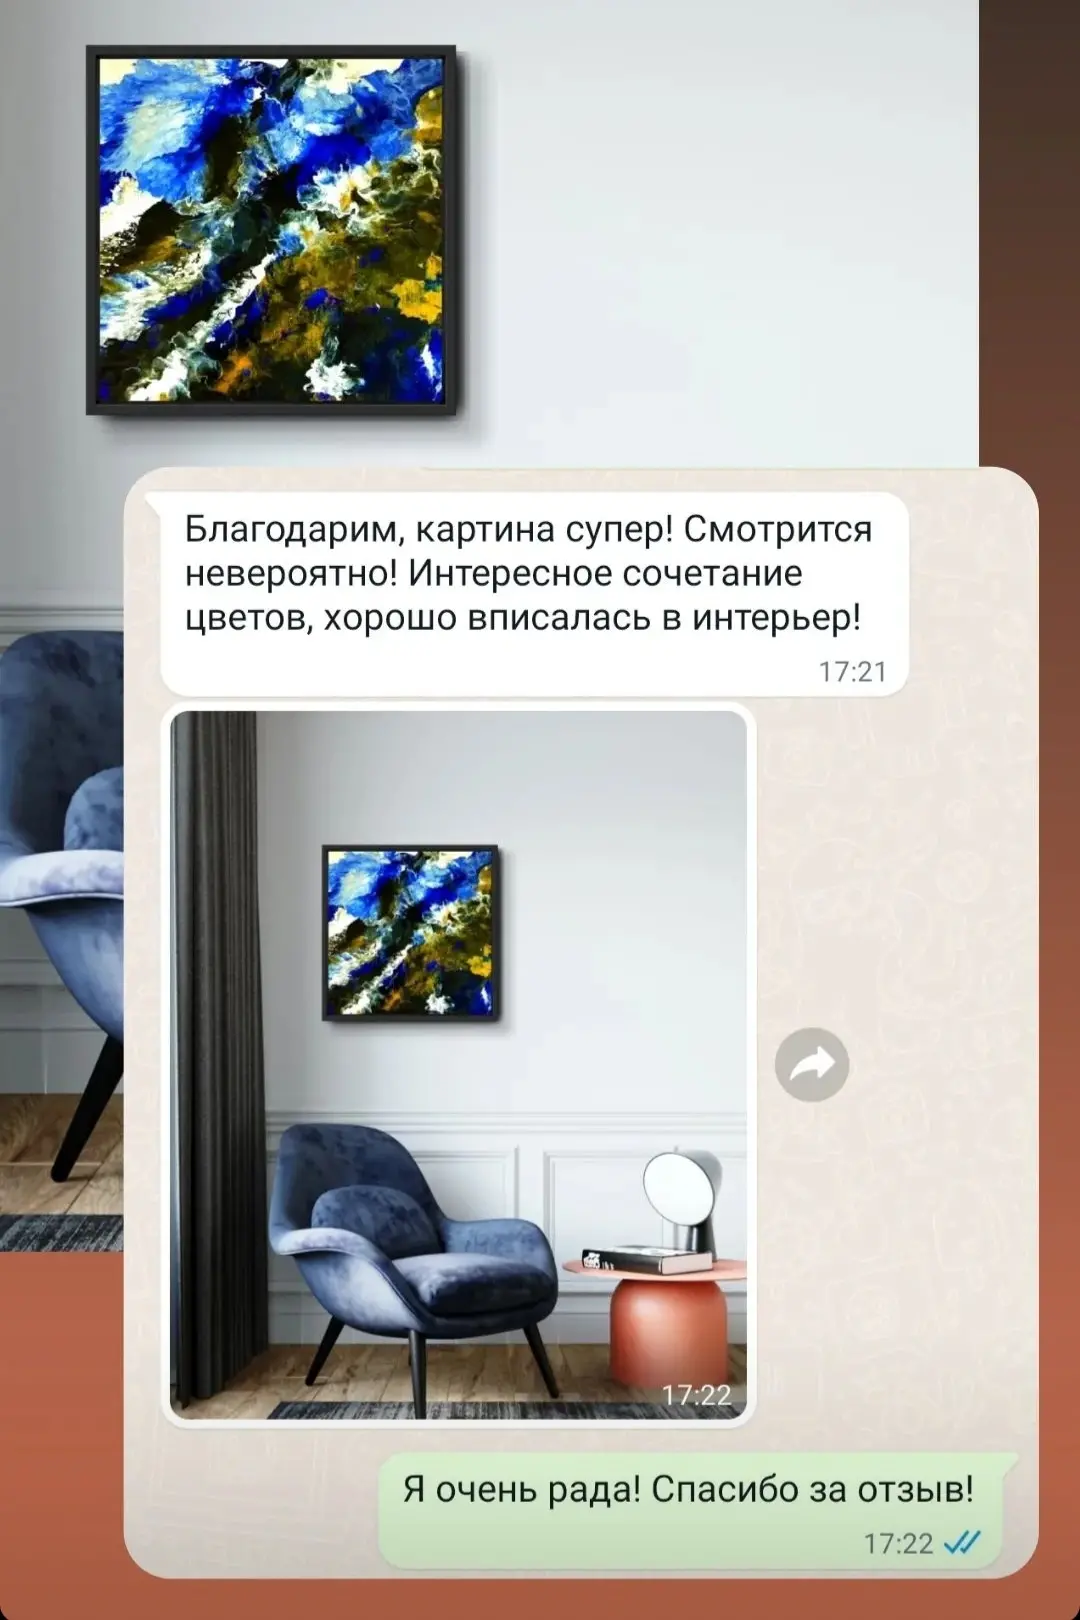 Благодарим, картина супер! Смотрится
невероятно! Интересное сочетание
цветов, хорошо вписалась в интерьер!
17:21
17:22
Я очень рада! Спасибо за отзыв!
17:22